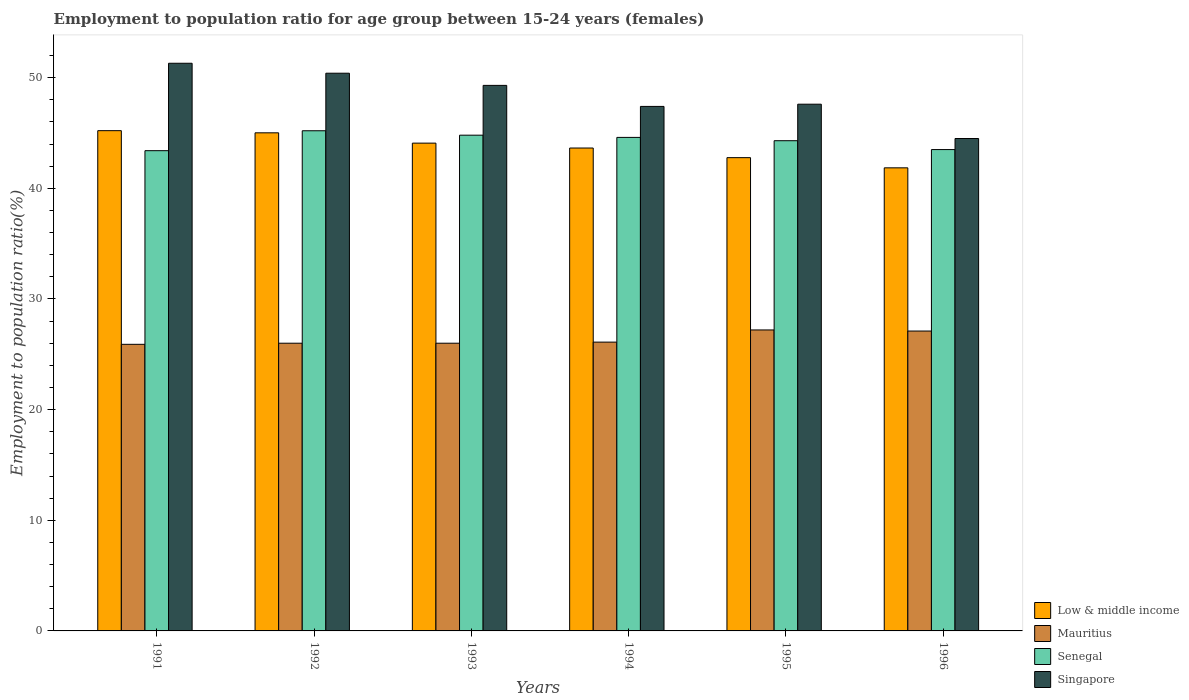 Employment to population ratio for age group between 15-24 years (females)
Employment to population ratio(%)
50
40
30
20
10
0
1991
1992
1993
1994
1995
1996
Years
Low & middle income
Mauritius
Senegal
Singapore